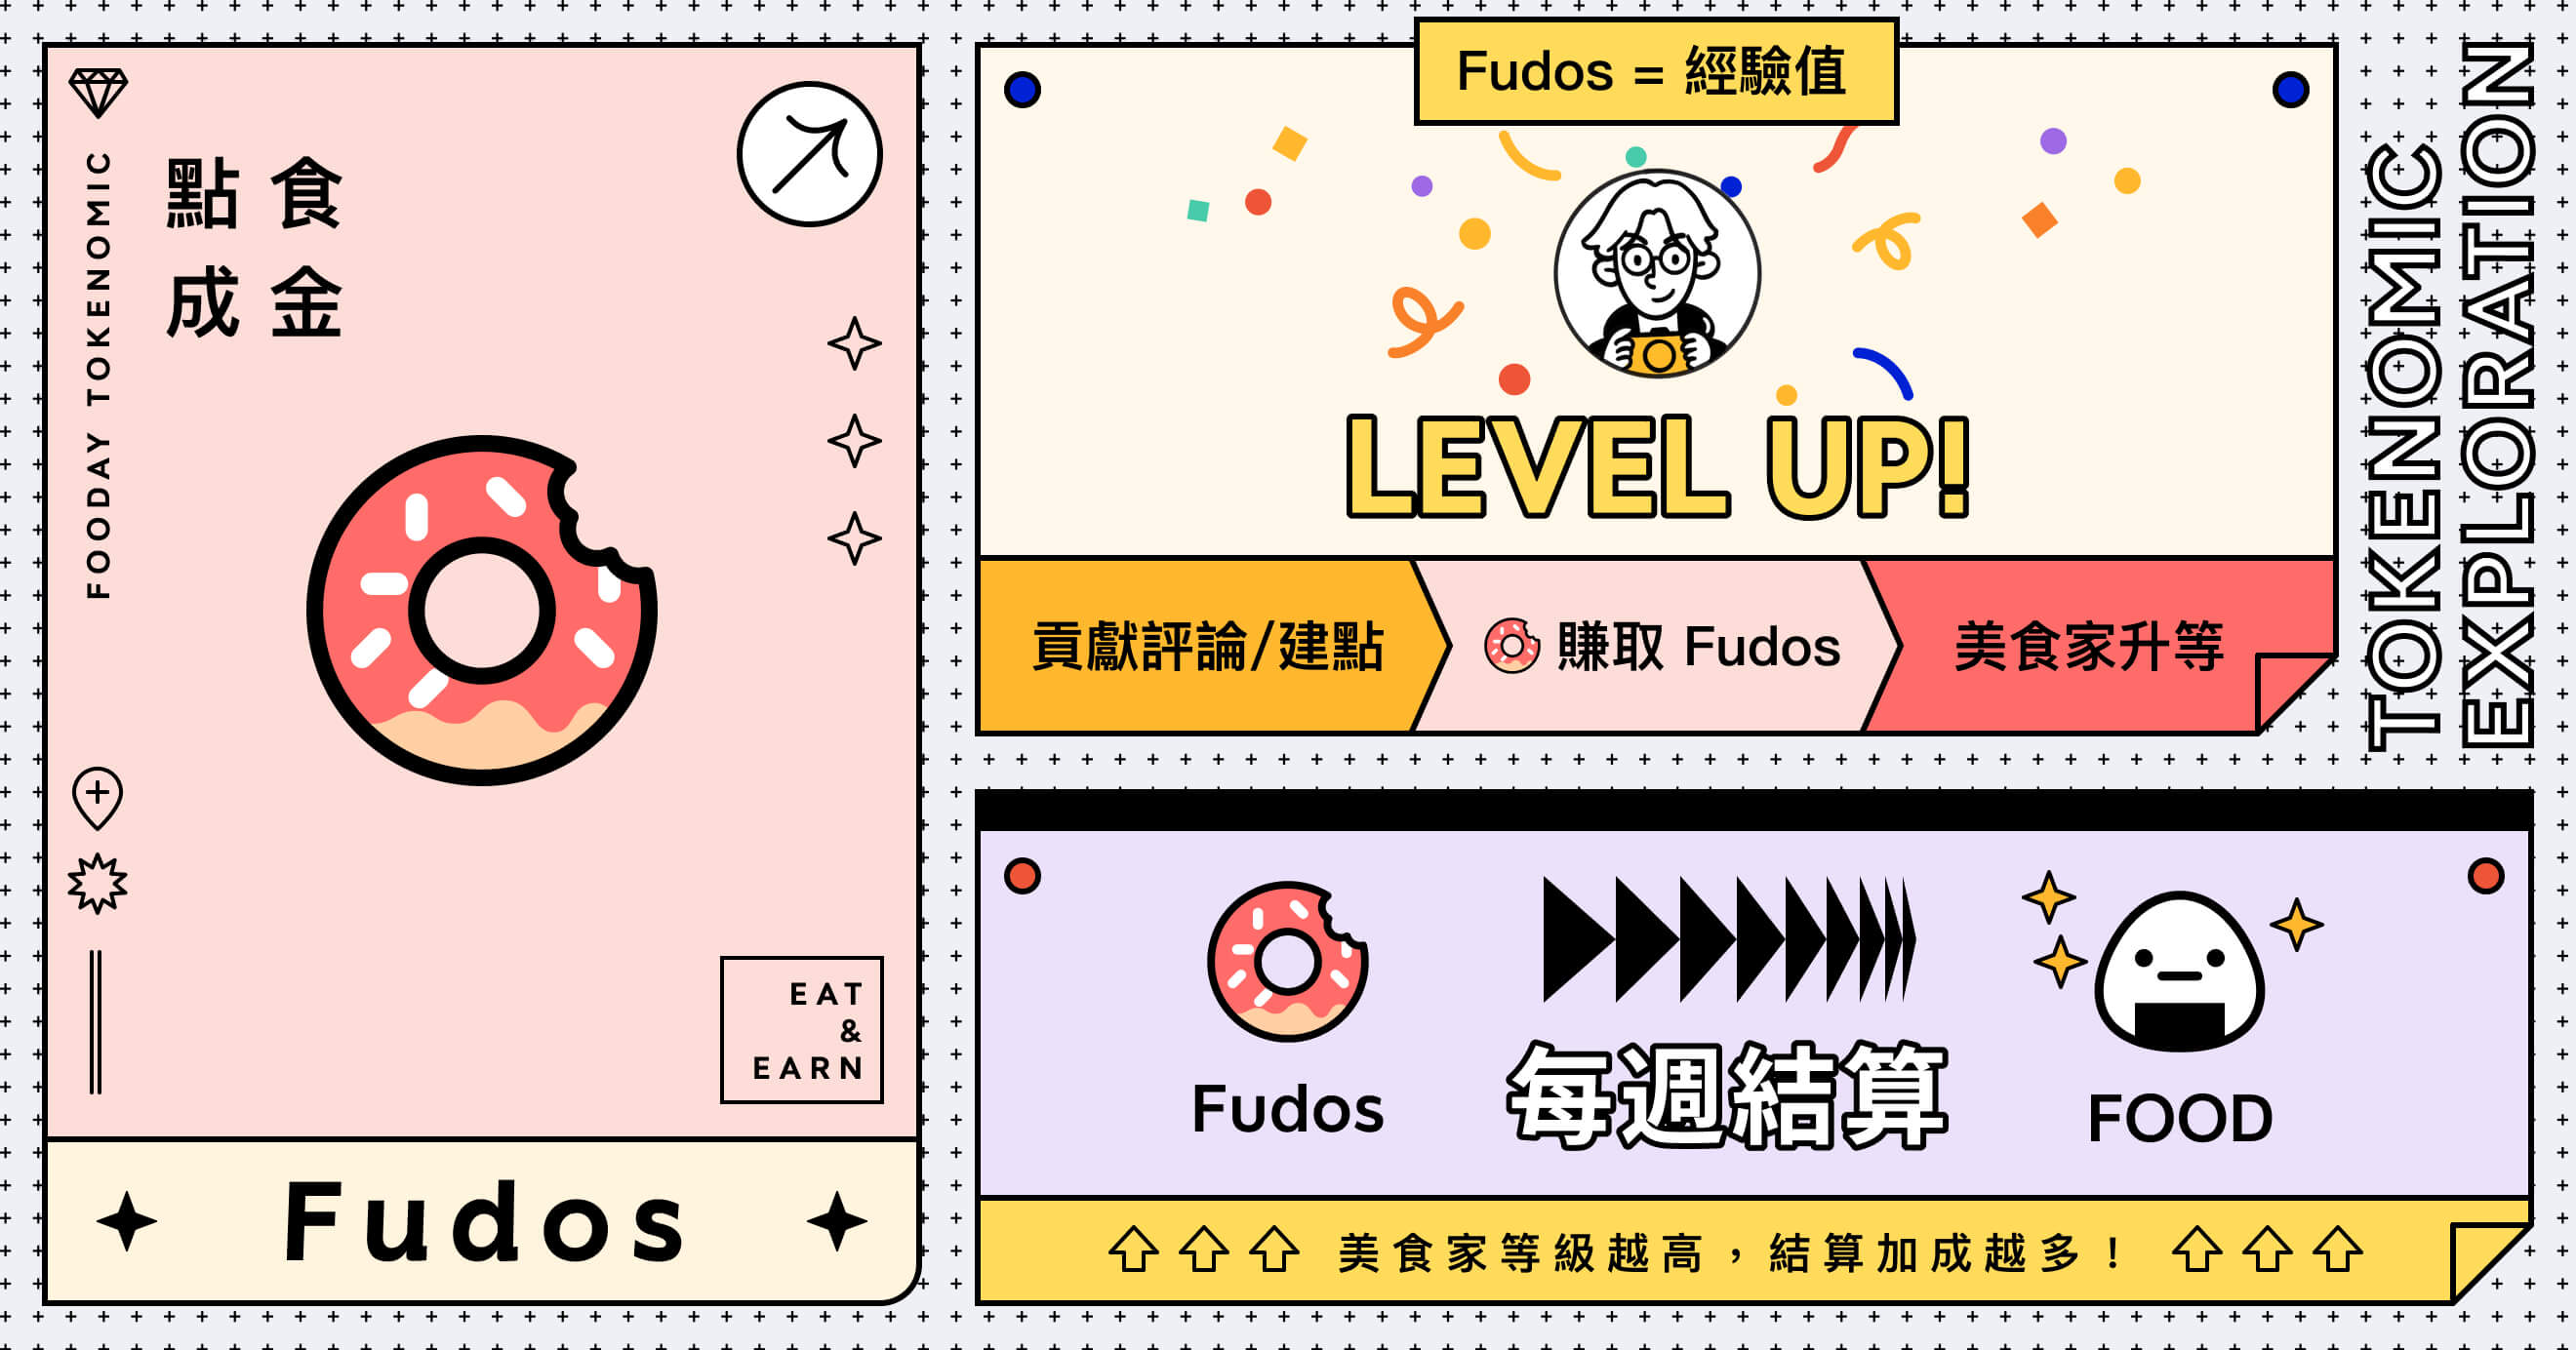 FOODAY TOKENOMIC
點食
成金
EAT
&
EARN
Fudos
Fudos = 經驗值
LEVEL UP!
貢獻評論/建點
賺取 Fudos
美食家升等
TOKENOMIC
EXPLORATION
Fudos
每週結算
FOOD
美食家等級越高，結算加成越多！